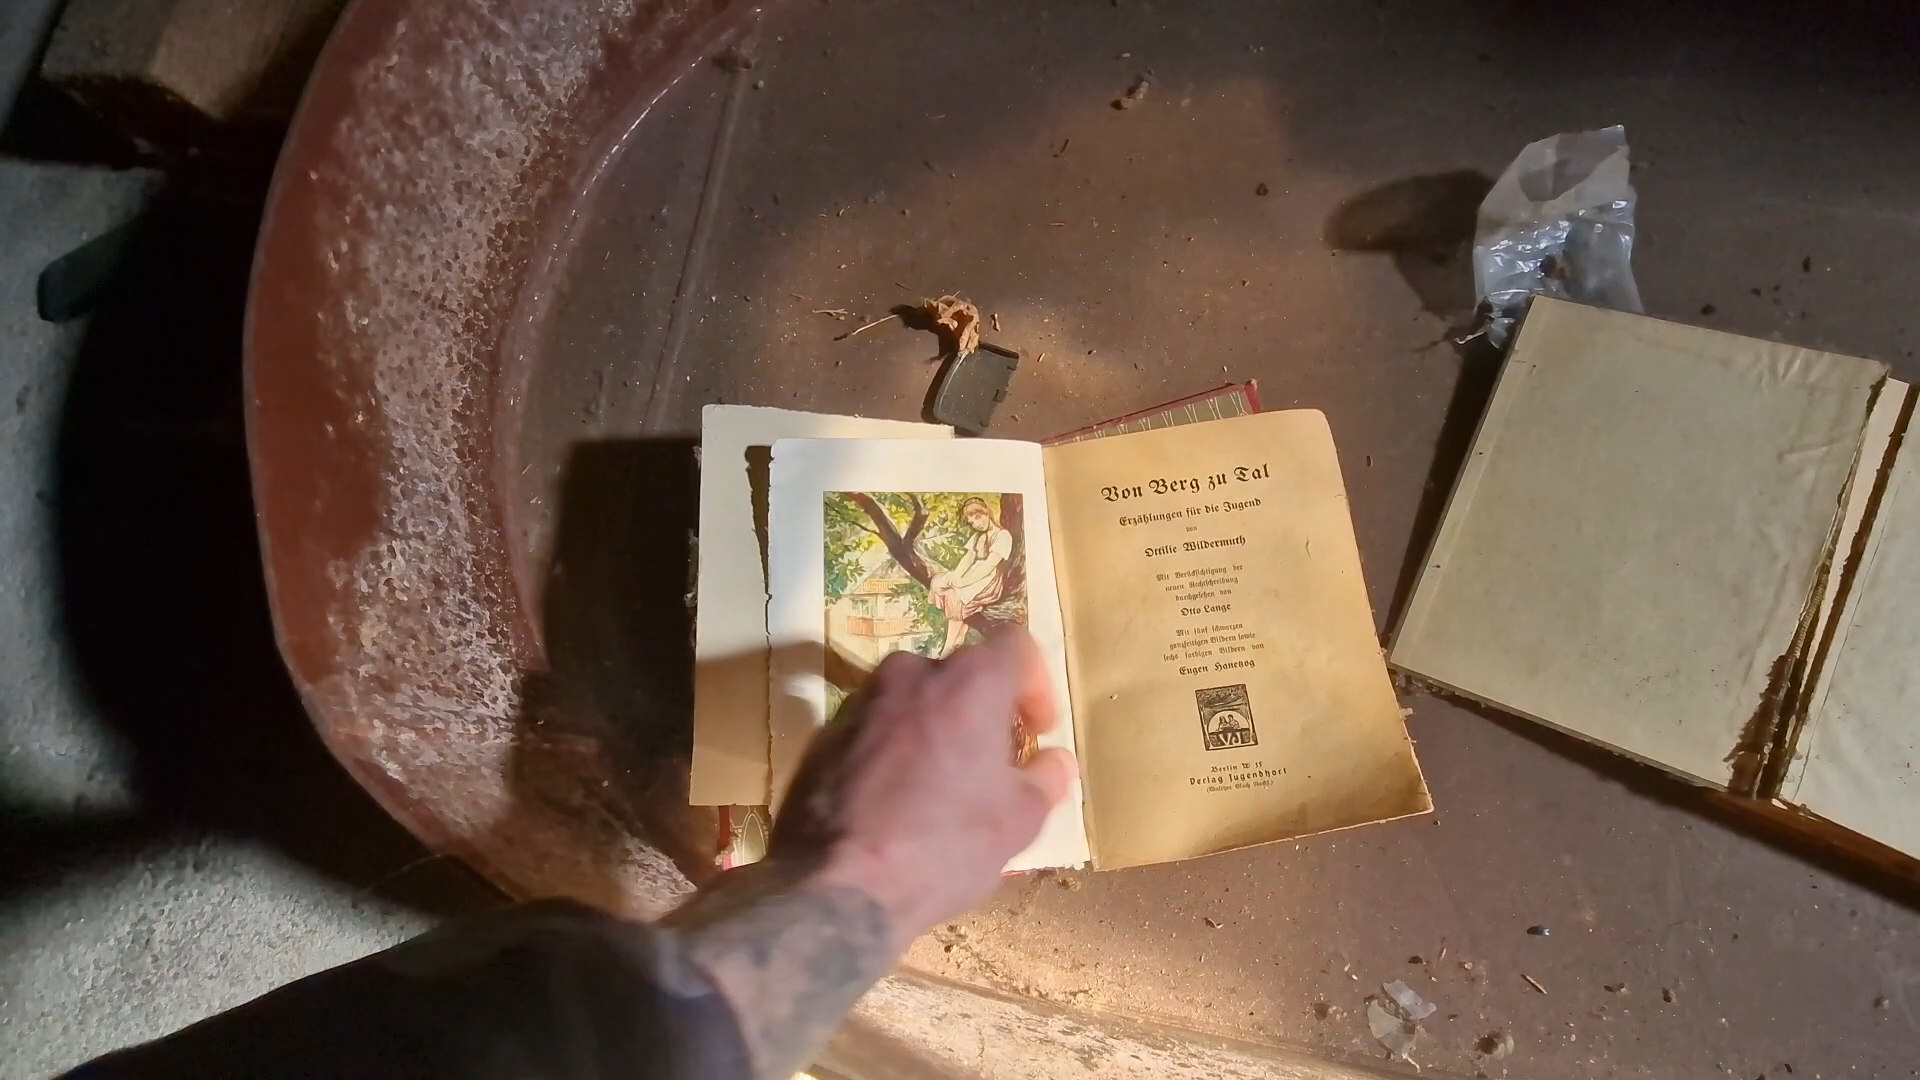 Von Berg zu Tal
Erzählungen für die Jugend
von
Ottilie Wildermuth
Mit Berücksichtigung der
neuen Rechtschreibung
durchgesehen von
Otto Lange
Mit fünf schwarzen
ganzseitigen Bildern sowie
sechs farbigen Bildern von
Eugen Hanetzog
VJ
Berlin W 35
Verlag Jugendhort